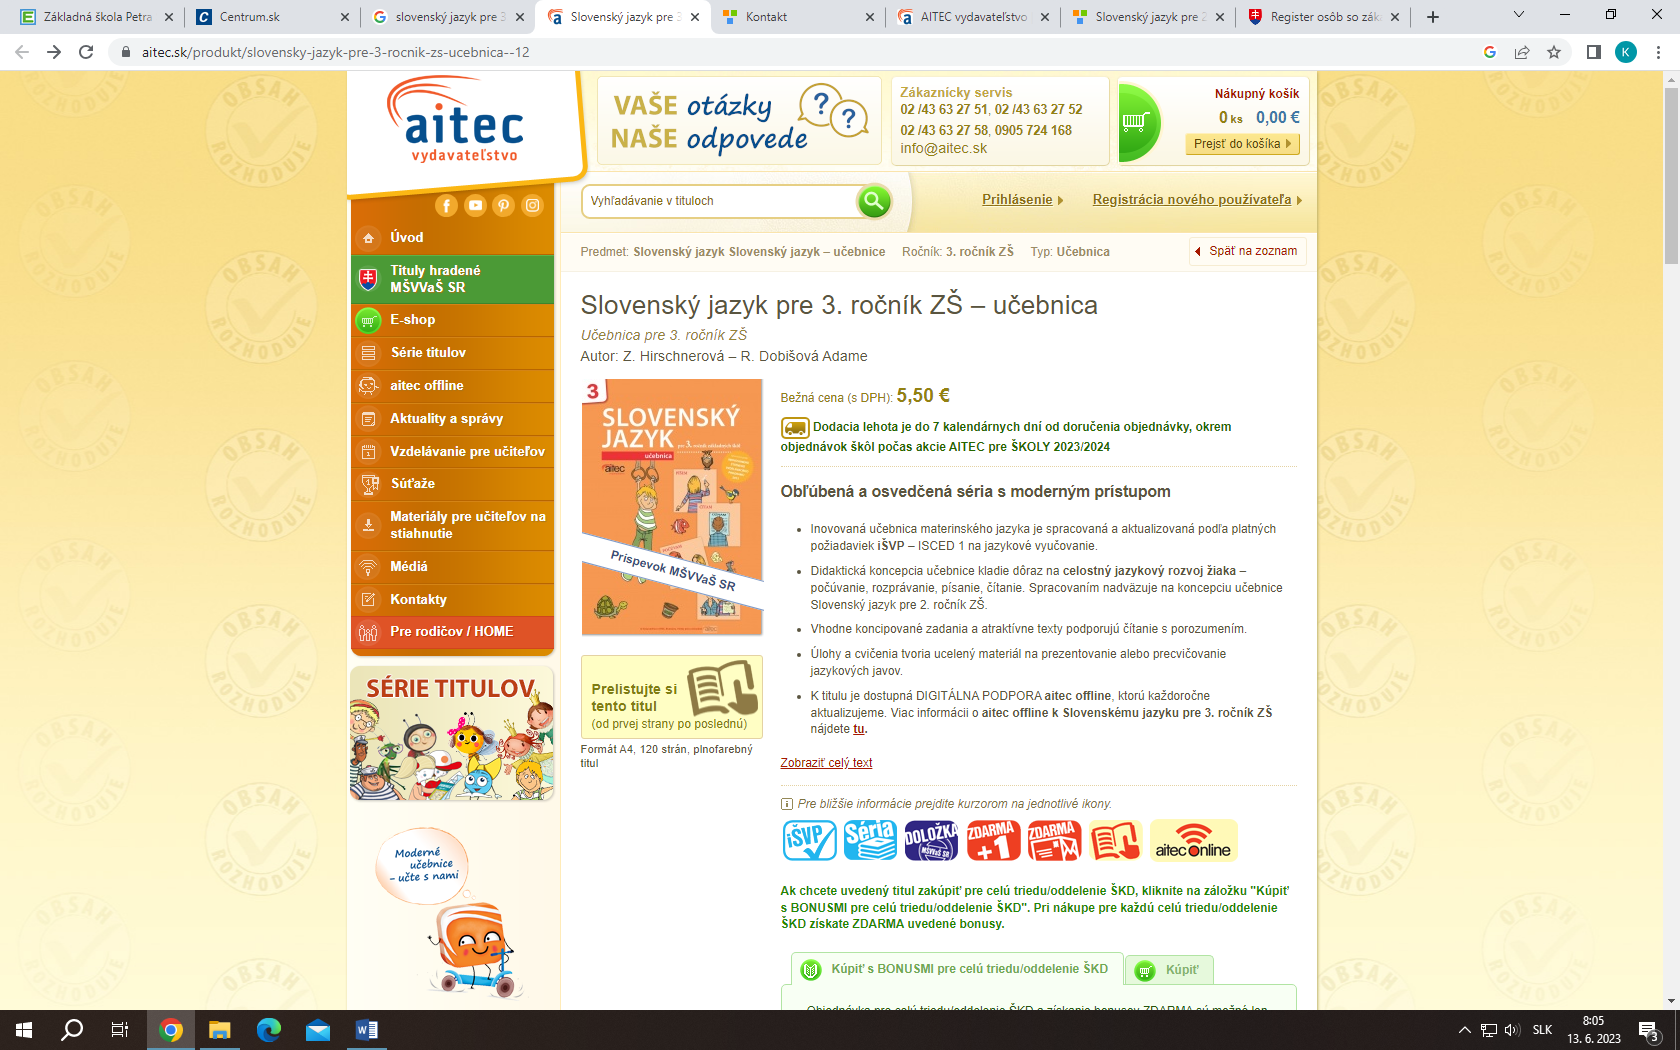 Základná škola Petra
Centrum.sk
slovenský jazyk pre 3
Slovenský jazyk pre 3
Kontakt
AITEC vydavateľstvo
Slovenský jazyk pre 2
Register osôb so zák
aitec.sk/produkt/slovensky-jazyk-pre-3-rocnik-zs-ucebnica--12
K
aitec
vydavateľstvo
VAŠE otázky
NAŠE odpovede
Zákaznícky servis
02 /43 63 27 51, 02 /43 63 27 52
02 /43 63 27 58, 0905 724 168
info@aitec.sk
Nákupný košík
0 ks 0,00 €
Prejsť do košíka
Vyhľadávanie v tituloch
Prihlásenie
Registrácia nového používateľa
Úvod
Tituly hradené
MŠVVaŠ SR
E-shop
Série titulov
aitec offline
Aktuality a správy
Vzdelávanie pre učiteľov
Súťaže
Materiály pre učiteľov na
stiahnutie
Médiá
Kontakty
Pre rodičov / HOME
SÉRIE TITULOV
Moderné
učebnice
– učte s nami
Predmet: Slovenský jazyk Slovenský jazyk – učebnice Ročník: 3. ročník ZŠ Typ: Učebnica
Späť na zoznam
Slovenský jazyk pre 3. ročník ZŠ – učebnica
Učebnica pre 3. ročník ZŠ
Autor: Z. Hirschnerová – R. Dobišová Adame
3
SLOVENSKÝ
JAZYK pre 3. ročník základných škôl
učebnica
aitec
Príspevok MŠVVaŠ SR
Prelistujte si
tento titul
(od prvej strany po poslednú)
Formát A4, 120 strán, plnofarebný
titul
Bežná cena (s DPH): 5,50 €
Dodacia lehota je do 7 kalendárnych dní od doručenia objednávky, okrem
objednávok škôl počas akcie AITEC pre ŠKOLY 2023/2024
Obľúbená a osvedčená séria s moderným prístupom
Inovovaná učebnica materinského jazyka je spracovaná a aktualizovaná podľa platných
požiadaviek iŠVP – ISCED 1 na jazykové vyučovanie.
Didaktická koncepcia učebnice kladie dôraz na celostný jazykový rozvoj žiaka –
počúvanie, rozprávanie, písanie, čítanie. Spracovaním nadväzuje na koncepciu učebnice
Slovenský jazyk pre 2. ročník ZŠ.
Vhodne koncipované zadania a atraktívne texty podporujú čítanie s porozumením.
Úlohy a cvičenia tvoria ucelený materiál na prezentovanie alebo precvičovanie
jazykových javov.
K titulu je dostupná DIGITÁLNA PODPORA aitec offline, ktorú každoročne
aktualizujeme. Viac informácii o aitec offline k Slovenskému jazyku pre 3. ročník ZŠ
nájdete tu.
Zobraziť celý text
Pre bližšie informácie prejdite kurzorom na jednotlivé ikony.
iŠVP
Séria
DOLOŽKA
MŠVVaŠ SR
ZDARMA
+1
ZDARMA
aitec online
Ak chcete uvedený titul zakúpiť pre celú triedu/oddelenie ŠKD, kliknite na záložku "Kúpiť
s BONUSMI pre celú triedu/oddelenie ŠKD". Pri nákupe pre každú celú triedu/oddelenie
ŠKD získate ZDARMA uvedené bonusy.
Kúpiť s BONUSMI pre celú triedu/oddelenie ŠKD
Kúpiť
OBSAH
ROZHODUJE
SLK
8:05
13. 6. 2023
3